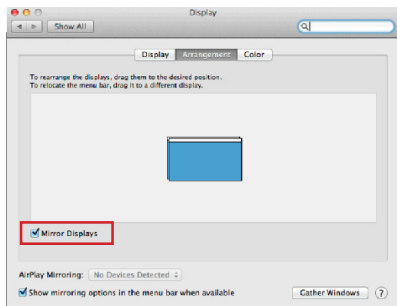 Display
Show All
Display Arrangement Color
To rearrange the displays, drag them to the desired position.
To relocate the menu bar, drag it to a different display.
Mirror Displays
AirPlay Mirroring: No Devices Detected
Show mirroring options in the menu bar when available
Gather Windows ?